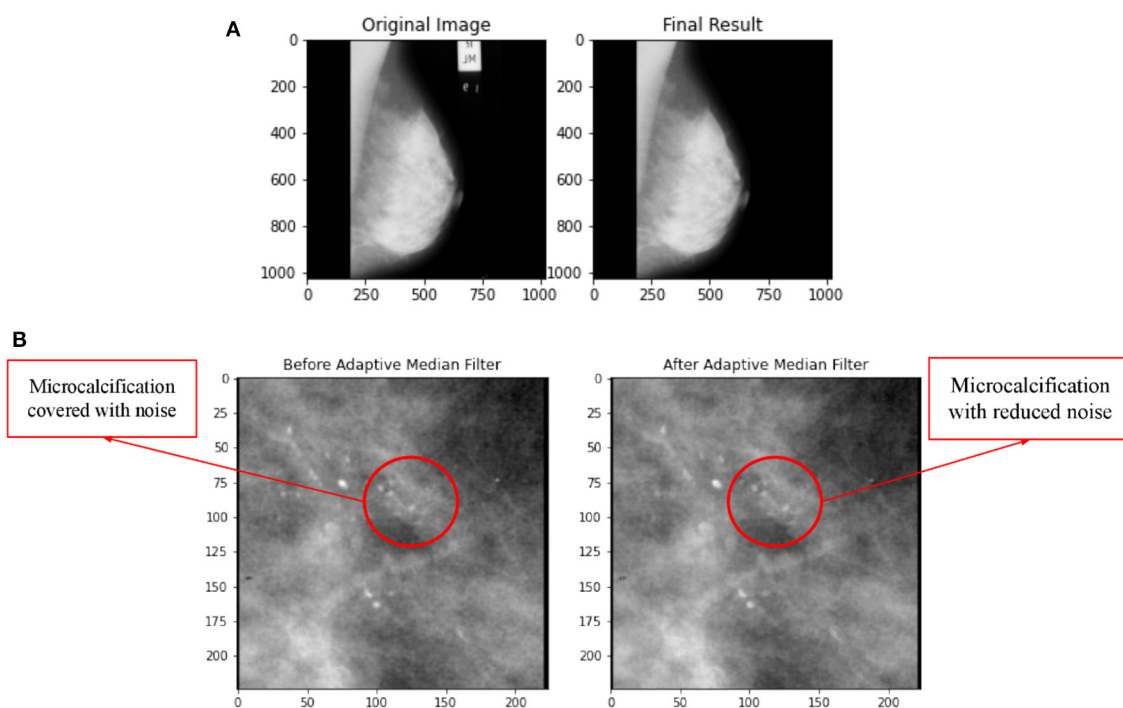 A
Original Image
Final Result
0
200
400
600
800
1000
0 250 500 750 1000
0
200
400
600
800
1000
0 250 500 750 1000
B
Microcalcification
covered with noise
Before Adaptive Median Filter
0
25
50
75
100
125
150
175
200
0 50 100 150 200
After Adaptive Median Filter
0
25
50
75
100
125
150
175
200
0 50 100 150 200
Microcalcification
with reduced noise